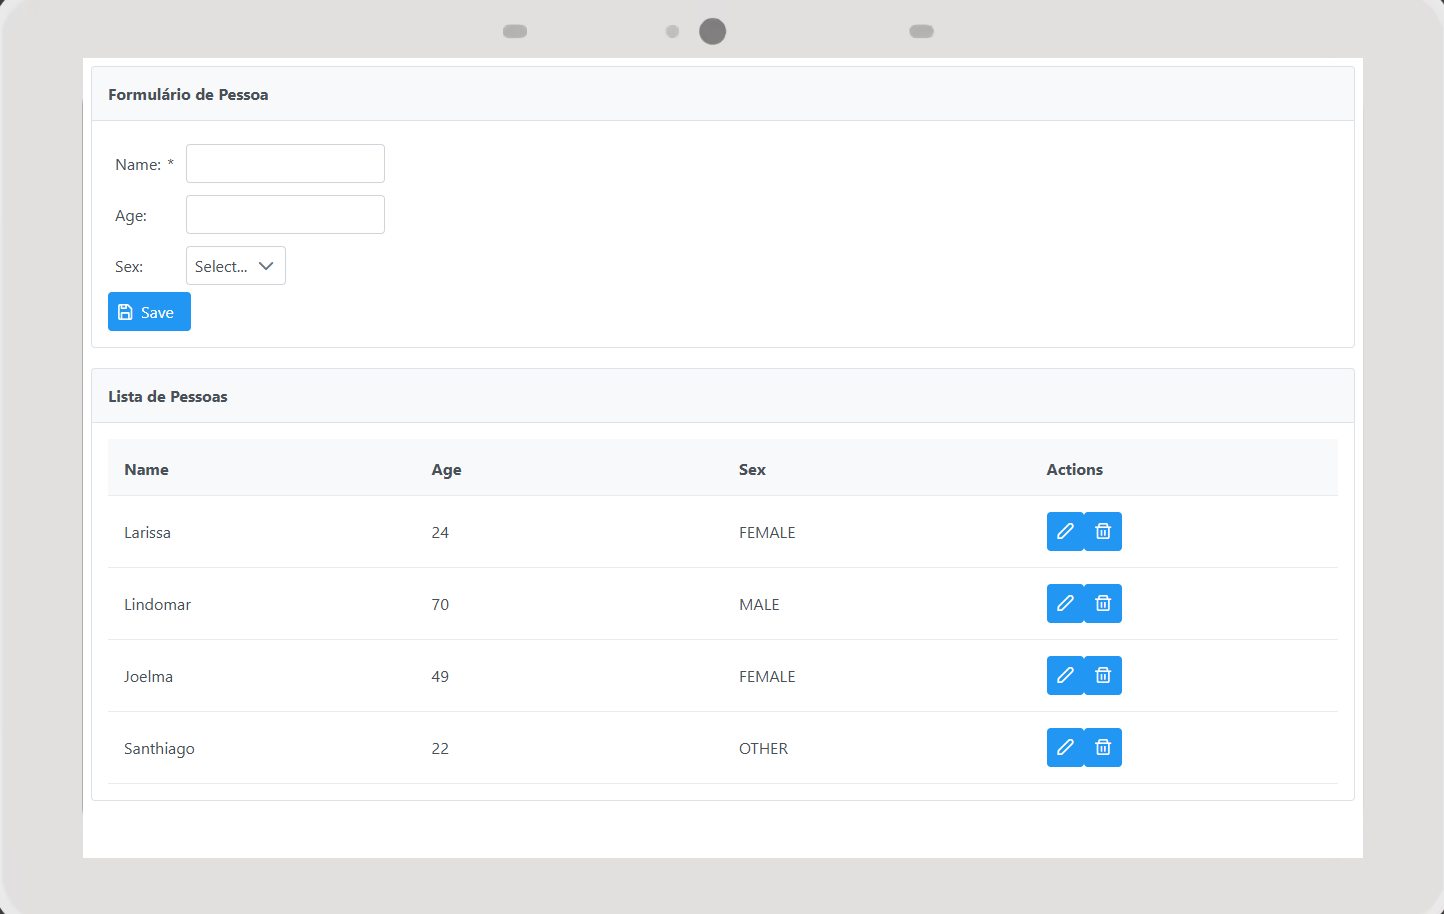 Formulário de Pessoa
Name: *
Age:
Sex: Select...
Save
Lista de Pessoas
Name Age Sex Actions
Larissa 24 FEMALE
Lindomar 70 MALE
Joelma 49 FEMALE
Santhiago 22 OTHER